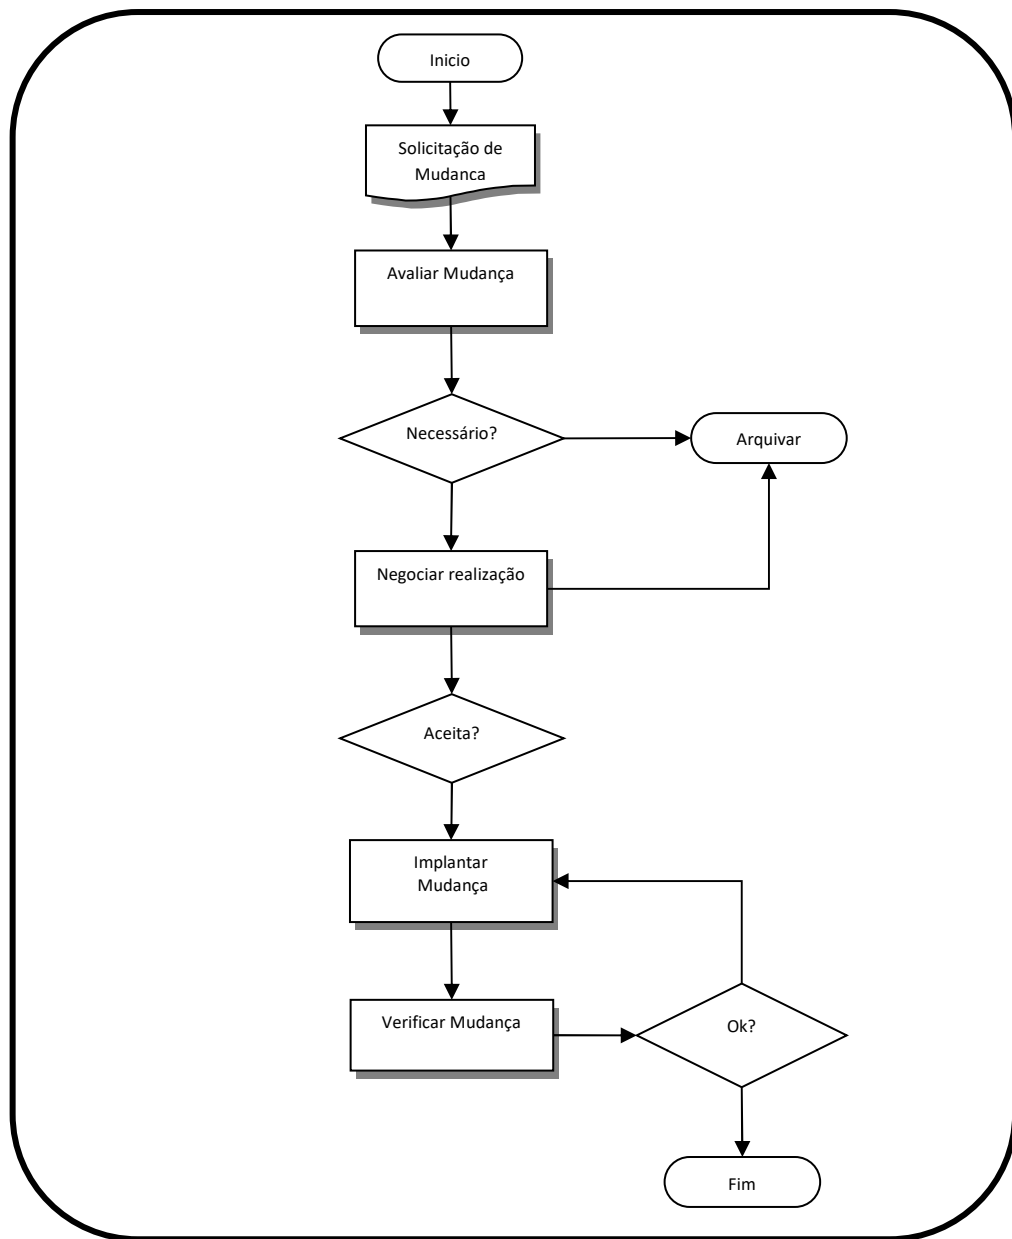 Inicio
Solicitação de
Mudanca
Avaliar Mudança
Necessário?
Arquivar
Negociar realização
Aceita?
Implantar
Mudança
Verificar Mudança
Ok?
Fim